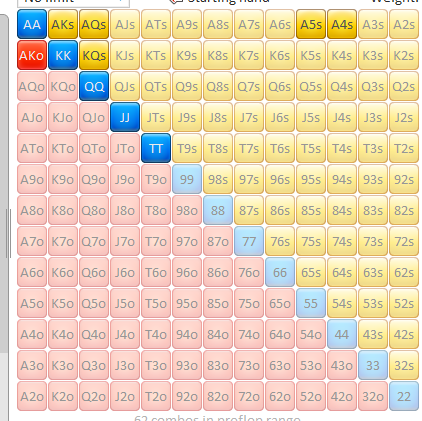 No limit Starting hand Weight
AA AKs AQs AJs ATs A9s A8s A7s A6s A5s A4s A3s A2s
AKo KK KQs KJs KTs K9s K8s K7s K6s K5s K4s K3s K2s
AQo KQo QQ QJs QTs Q9s Q8s Q7s Q6s Q5s Q4s Q3s Q2s
AJo KJo QJo JJ JTs J9s J8s J7s J6s J5s J4s J3s J2s
ATo KTo QTo JTo TT T9s T8s T7s T6s T5s T4s T3s T2s
A9o K9o Q9o J9o T9o 99 98s 97s 96s 95s 94s 93s 92s
A8o K8o Q8o J8o T8o 98o 88 87s 86s 85s 84s 83s 82s
A7o K7o Q7o J7o T7o 97o 87o 77 76s 75s 74s 73s 72s
A6o K6o Q6o J6o T6o 96o 86o 76o 66 65s 64s 63s 62s
A5o K5o Q5o J5o T5o 95o 85o 75o 65o 55 54s 53s 52s
A4o K4o Q4o J4o T4o 94o 84o 74o 64o 54o 44 43s 42s
A3o K3o Q3o J3o T3o 93o 83o 73o 63o 53o 43o 33 32s
A2o K2o Q2o J2o T2o 92o 82o 72o 62o 52o 42o 32o 22
62 combos in preflop range